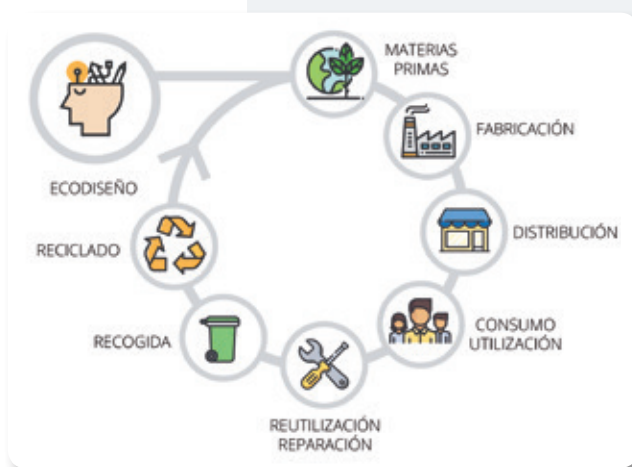 MATERIAS
PRIMAS
FABRICACIÓN
DISTRIBUCIÓN
CONSUMO
UTILIZACIÓN
REUTILIZACIÓN
REPARACIÓN
RECOGIDA
RECICLADO
ECODISEÑO